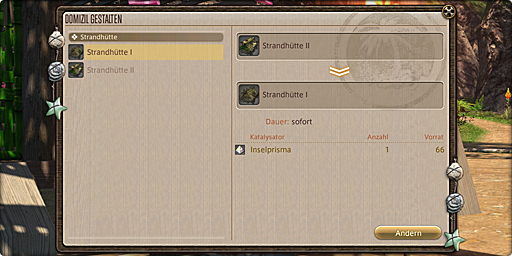 DOMIZIL GESTALTEN
Strandhütte
Strandhütte I
Strandhütte II
Strandhütte II
Strandhütte I
Dauer: sofort
Katalysator Anzahl Vorrat
Inselprisma 1 66
Ändern